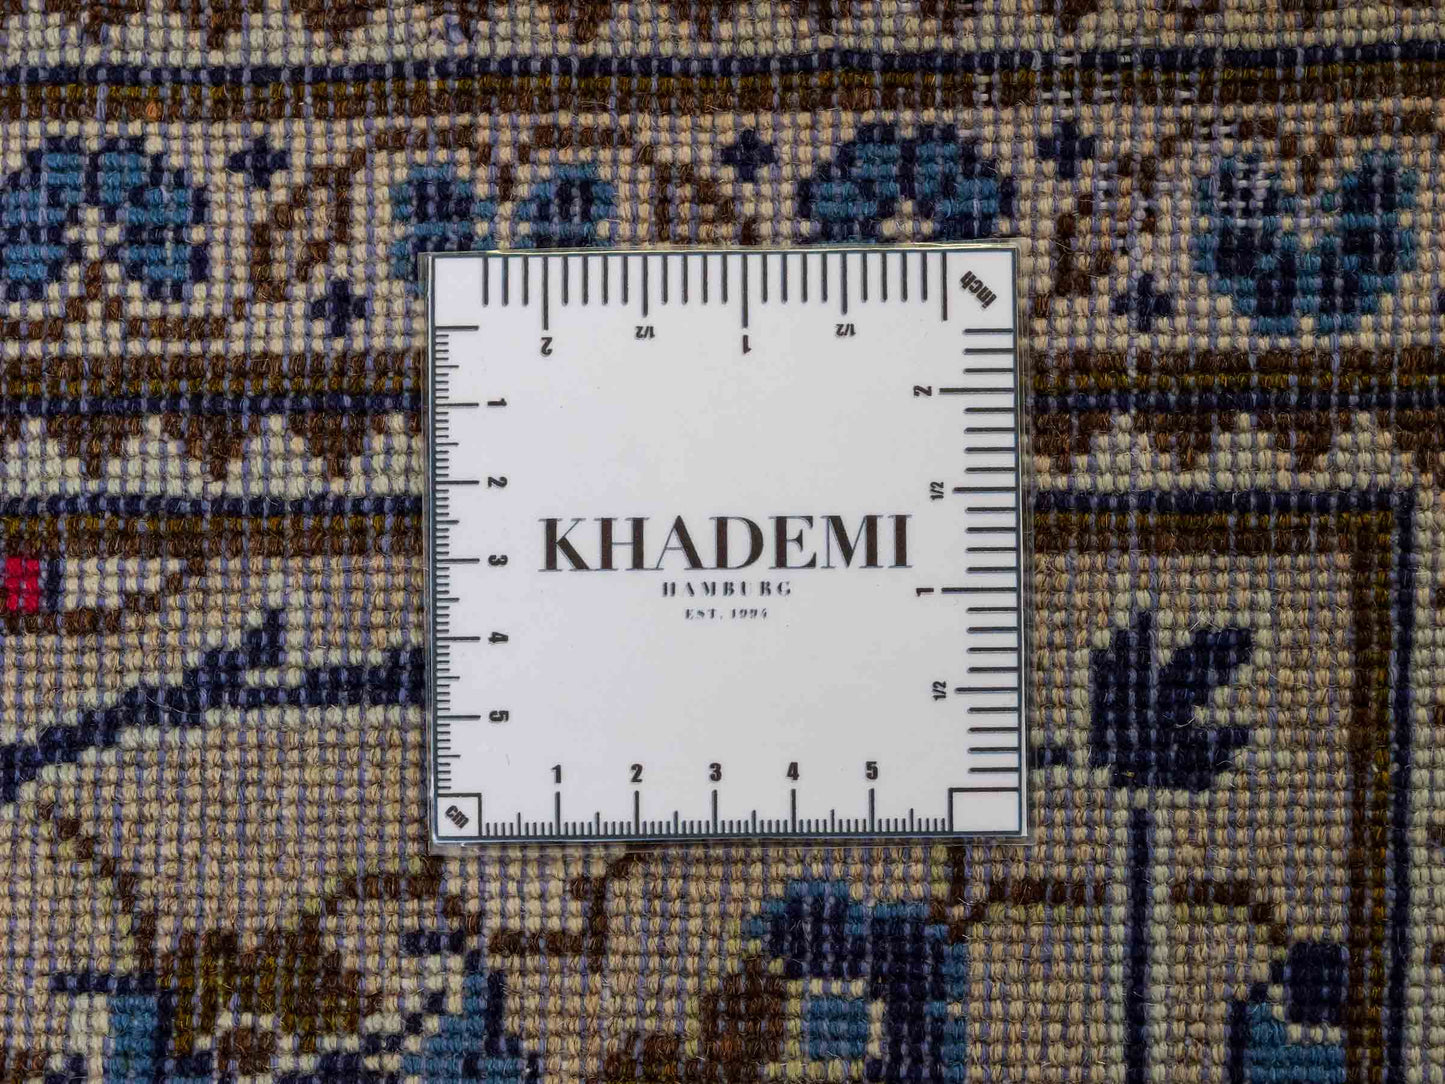 2 1/2 1 1/2 inch
1 2 3 4 5
2 1/2 1 1/2
KHADEMI
HAMBURG
EST. 1994
cm 1 2 3 4 5